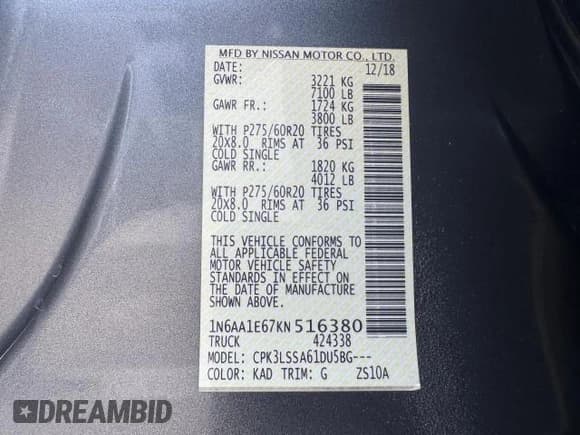 MFD BY NISSAN MOTOR CO., LTD.
DATE: 12/18
GVWR: 3221 KG
7100 LB
GAWR FR.: 1724 KG
3800 LB
WITH P275/60R20 TIRES
20X8.0 RIMS AT 36 PSI
COLD SINGLE
GAWR RR.: 1820 KG
4012 LB
WITH P275/60R20 TIRES
20X8.0 RIMS AT 36 PSI
COLD SINGLE
THIS VEHICLE CONFORMS TO
ALL APPLICABLE FEDERAL
MOTOR VEHICLE SAFETY
STANDARDS IN EFFECT ON
THE DATE OF MANUFACTURE
SHOWN ABOVE.
1N6AA1E67KN516380
TRUCK 424338
MODEL: CPK3LSSA61DU5BG---
COLOR: KAD TRIM: G ZS10A
DREAMBID